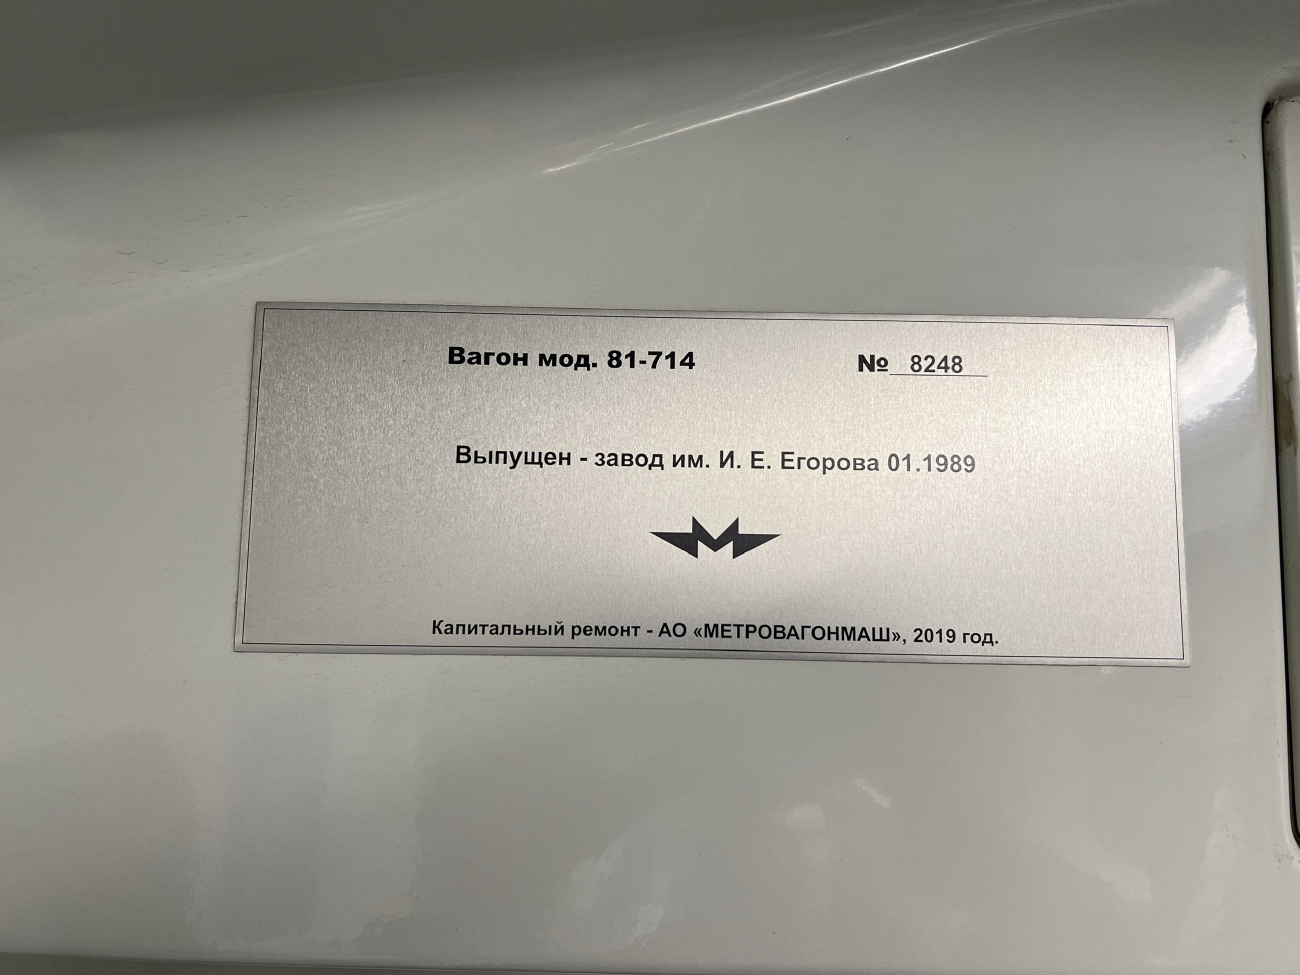 Вагон мод. 81-714 № 8248
Выпущен - завод им. И. Е. Егорова 01.1989
Капитальный ремонт - АО «МЕТРОВАГОНМАШ», 2019 год.